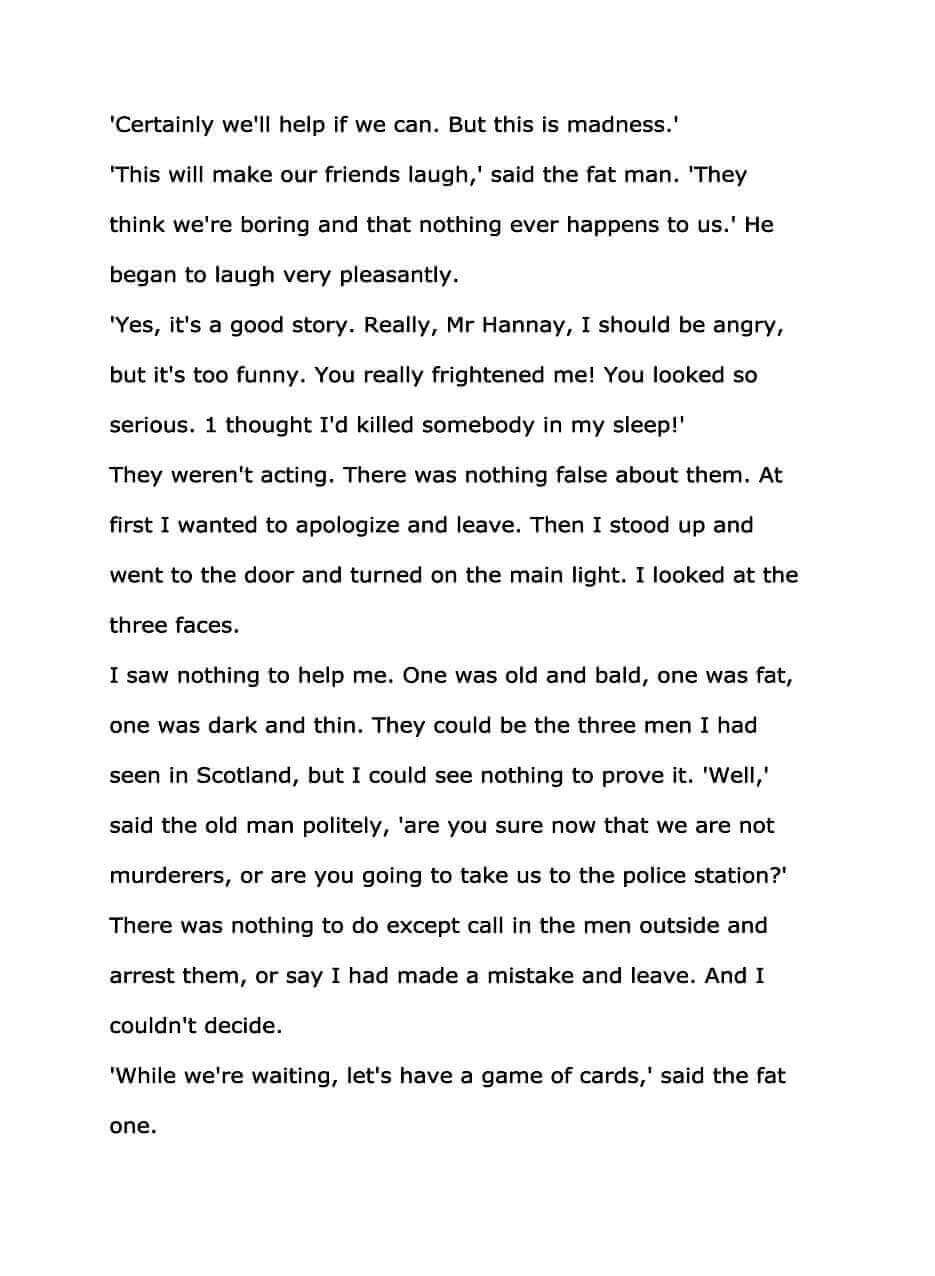 'Certainly we'll help if we can. But this is madness.'
'This will make our friends laugh,' said the fat man. 'They
think we're boring and that nothing ever happens to us.' He
began to laugh very pleasantly.
'Yes, it's a good story. Really, Mr Hannay, I should be angry,
but it's too funny. You really frightened me! You looked so
serious. 1 thought I'd killed somebody in my sleep!'
They weren't acting. There was nothing false about them. At
first I wanted to apologize and leave. Then I stood up and
went to the door and turned on the main light. I looked at the
three faces.
I saw nothing to help me. One was old and bald, one was fat,
one was dark and thin. They could be the three men I had
seen in Scotland, but I could see nothing to prove it. 'Well,'
said the old man politely, 'are you sure now that we are not
murderers, or are you going to take us to the police station?'
There was nothing to do except call in the men outside and
arrest them, or say I had made a mistake and leave. And I
couldn't decide.
'While we're waiting, let's have a game of cards,' said the fat
one.